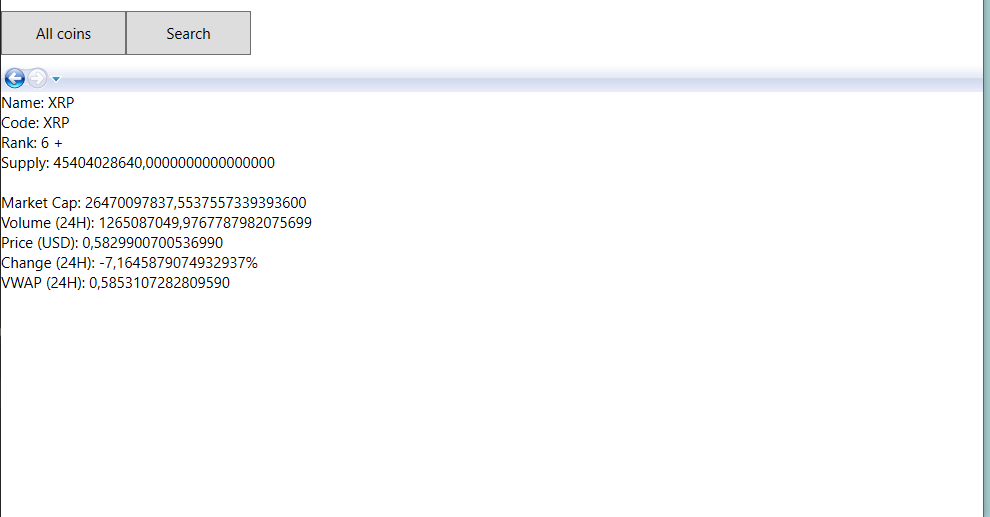 All coins
Search
Name: XRP
Code: XRP
Rank: 6 +
Supply: 45404028640,0000000000000000
Market Cap: 26470097837,5537557339393600
Volume (24H): 1265087049,9767787982075699
Price (USD): 0,5829900700536990
Change (24H): -7,1645879074932937%
VWAP (24H): 0,5853107282809590